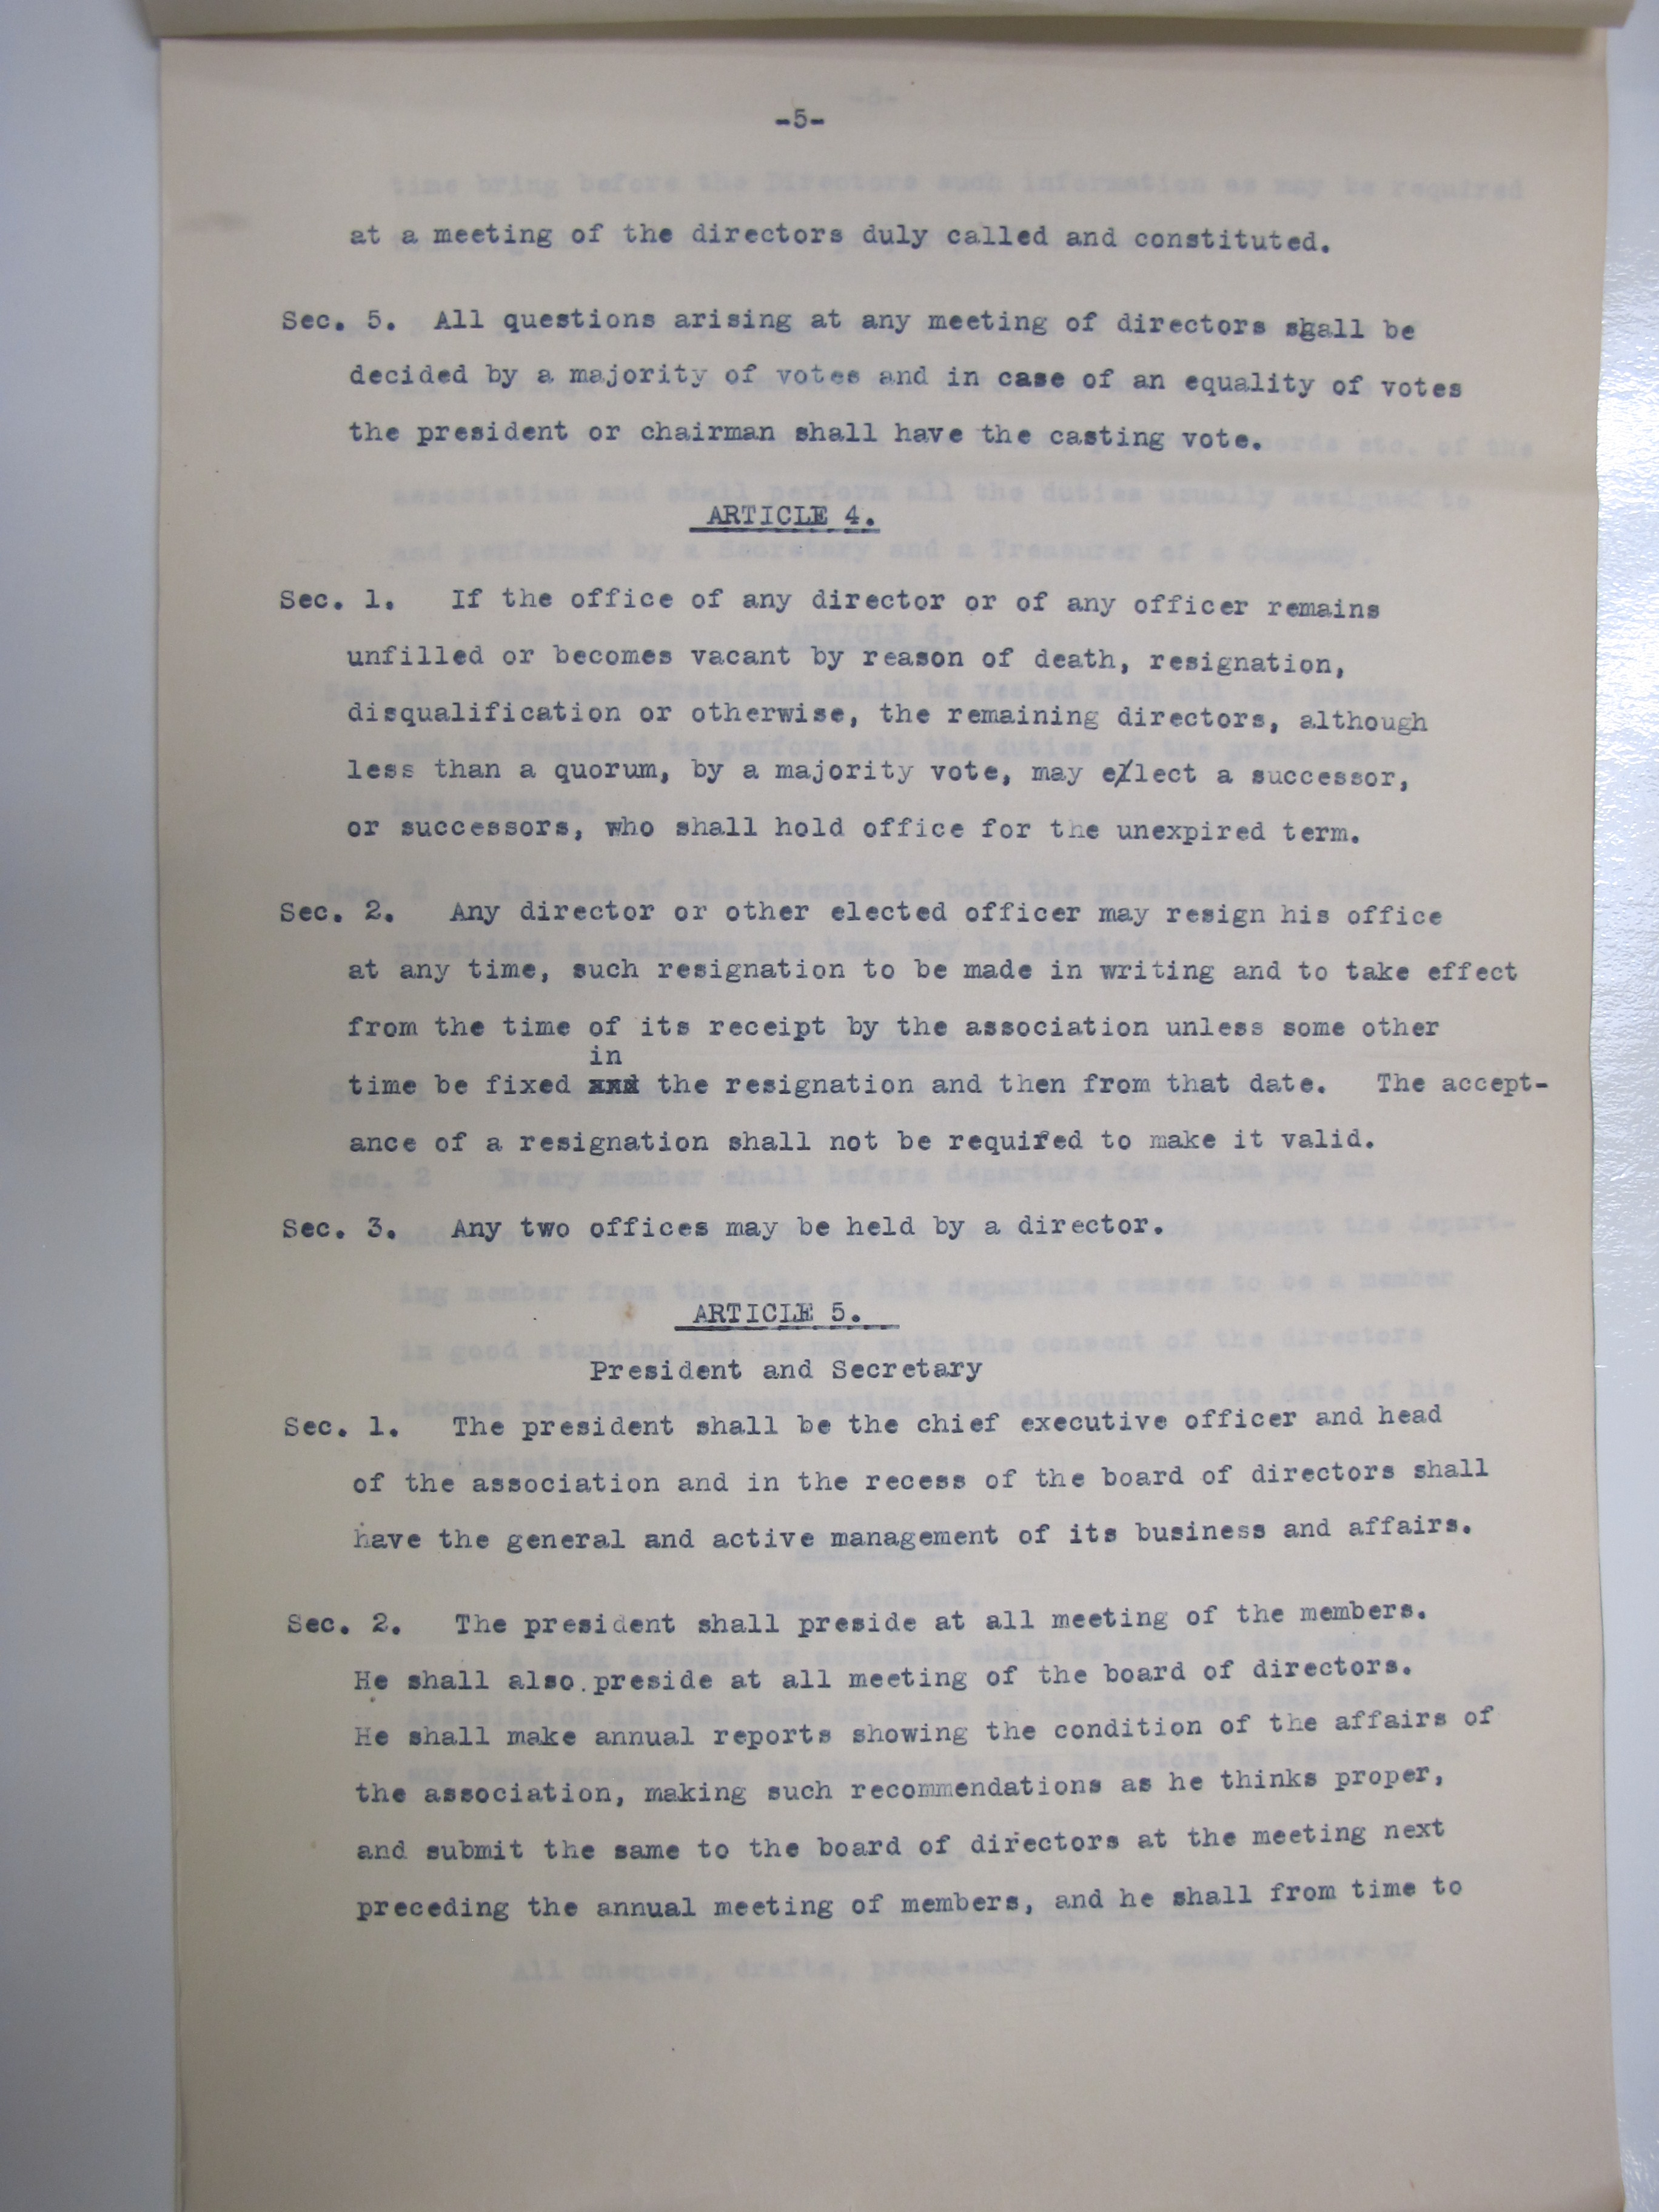 -5-
at a meeting of the directors duly called and constituted.
Sec. 5. All questions arising at any meeting of directors shall be
decided by a majority of votes and in case of an equality of votes
the president or chairman shall have the casting vote.
ARTICLE 4.
Sec. 1. If the office of any director or of any officer remains
unfilled or becomes vacant by reason of death, resignation,
disqualification or otherwise, the remaining directors, although
less than a quorum, by a majority vote, may elect a successor,
or successors, who shall hold office for the unexpired term.
Sec. 2. Any director or other elected officer may resign his office
at any time, such resignation to be made in writing and to take effect
from the time of its receipt by the association unless some other
in
time be fixed and the resignation and then from that date. The accept-
ance of a resignation shall not be required to make it valid.
Sec. 3. Any two offices may be held by a director.
ARTICLE 5.
President and Secretary
Sec. 1. The president shall be the chief executive officer and head
of the association and in the recess of the board of directors shall
have the general and active management of its business and affairs.
Sec. 2. The president shall preside at all meeting of the members.
He shall also preside at all meeting of the board of directors.
He shall make annual reports showing the condition of the affairs of
the association, making such recommendations as he thinks proper,
and submit the same to the board of directors at the meeting next
preceding the annual meeting of members, and he shall from time to